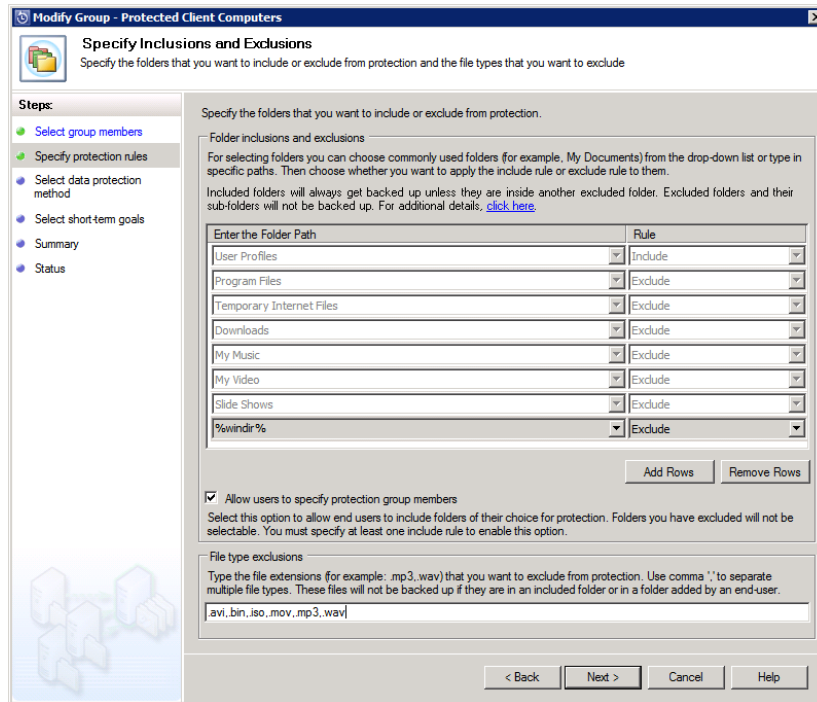 Modify Group - Protected Client Computers
Specify Inclusions and Exclusions
Specify the folders that you want to include or exclude from protection and the file types that you want to exclude
Steps:
Select group members
Specify protection rules
Select data protection
method
Select short-term goals
Summary
Status
Specify the folders that you want to include or exclude from protection.
Folder inclusions and exclusions
For selecting folders you can choose commonly used folders (for example, My Documents) from the drop-down list or type in
specific paths. Then choose whether you want to apply the include rule or exclude rule to them.
Included folders will always get backed up unless they are inside another excluded folder. Excluded folders and their
sub-folders will not be backed up. For additional details, click here.
Enter the Folder Path Rule
User Profiles Include
Program Files Exclude
Temporary Internet Files Exclude
Downloads Exclude
My Music Exclude
My Video Exclude
Slide Shows Exclude
%windir% Exclude
Add Rows Remove Rows
Allow users to specify protection group members
Select this option to allow end users to include folders of their choice for protection. Folders you have excluded will not be
selectable. You must specify at least one include rule to enable this option.
File type exclusions
Type the file extensions (for example: .mp3,.wav) that you want to exclude from protection. Use comma ',' to separate
multiple file types. These files will not be backed up if they are in an included folder or in a folder added by an end-user.
.avi,.bin,.iso,.mov,.mp3,.wav
< Back Next > Cancel Help